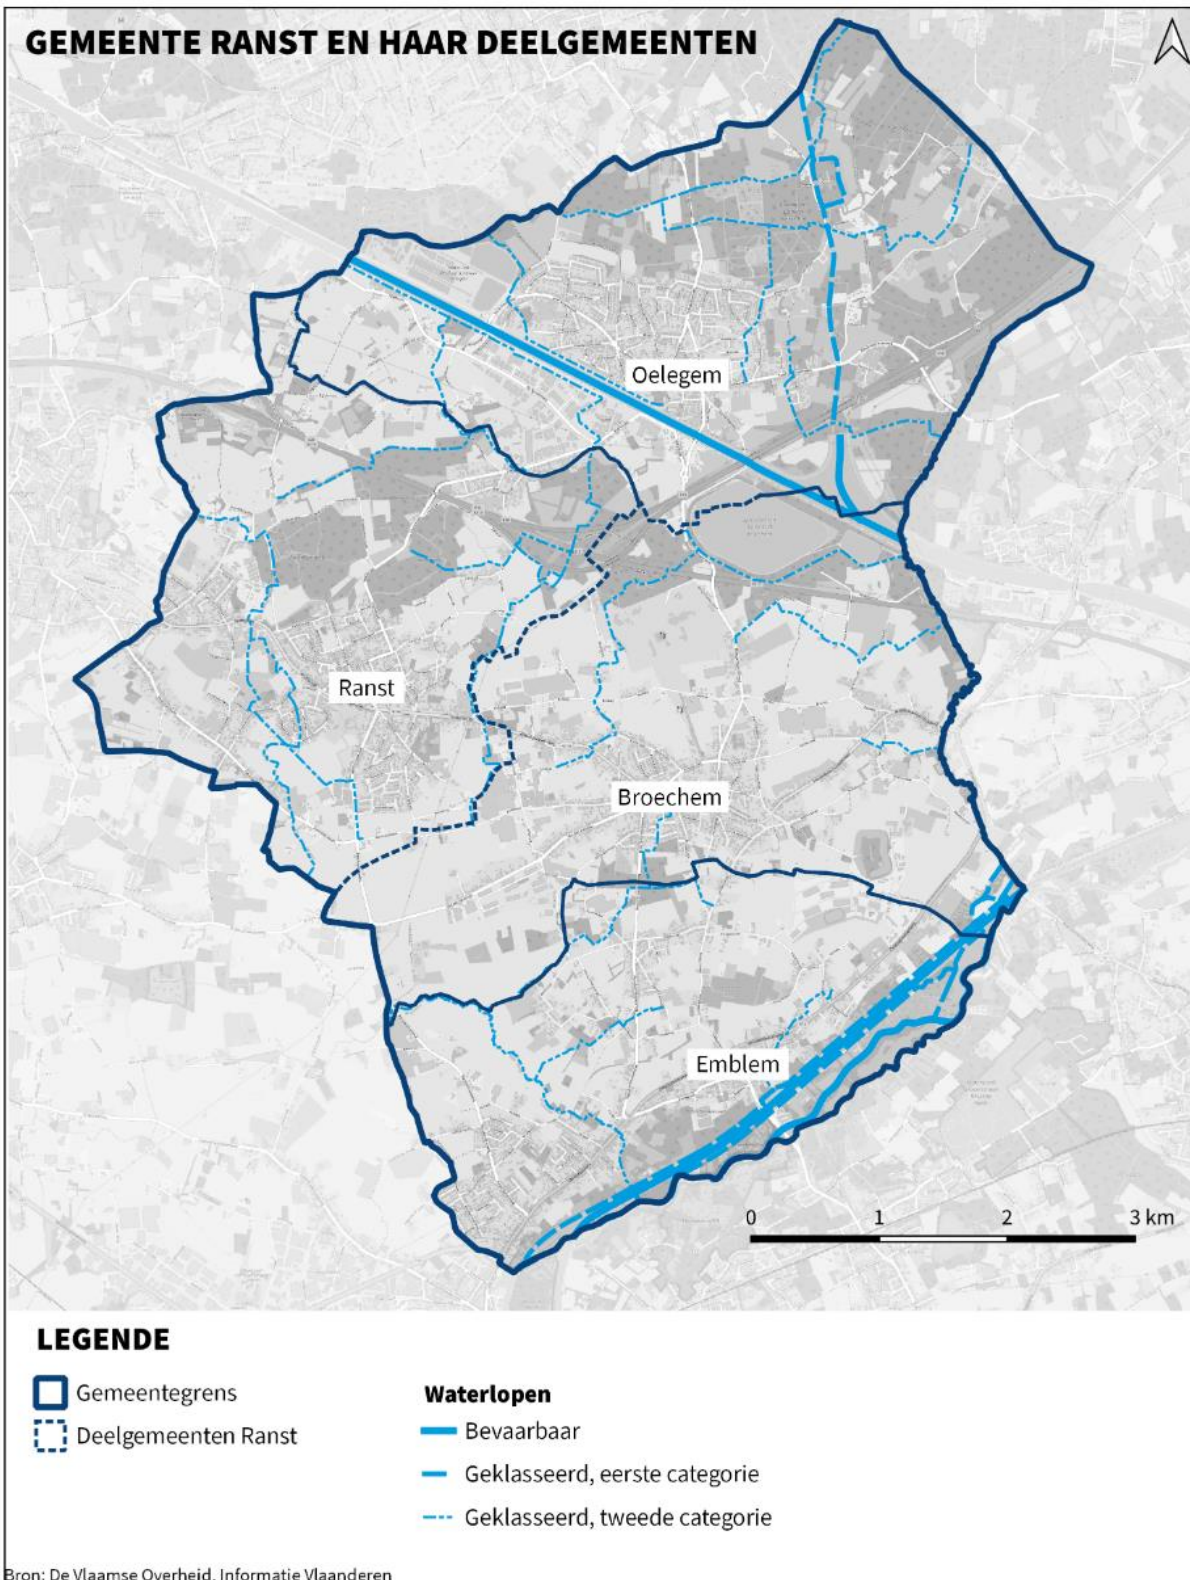 GEMEENTE RANST EN HAAR DEELGEMEENTEN
Oelegem
Ranst
Broechem
Emblem
0 1 2 3 km
LEGENDE
Gemeentegrens
Deelgemeenten Ranst
Waterlopen
Bevaarbaar
Geklasseerd, eerste categorie
Geklasseerd, tweede categorie
Bron: De Vlaamse Overheid, Informatie Vlaanderen